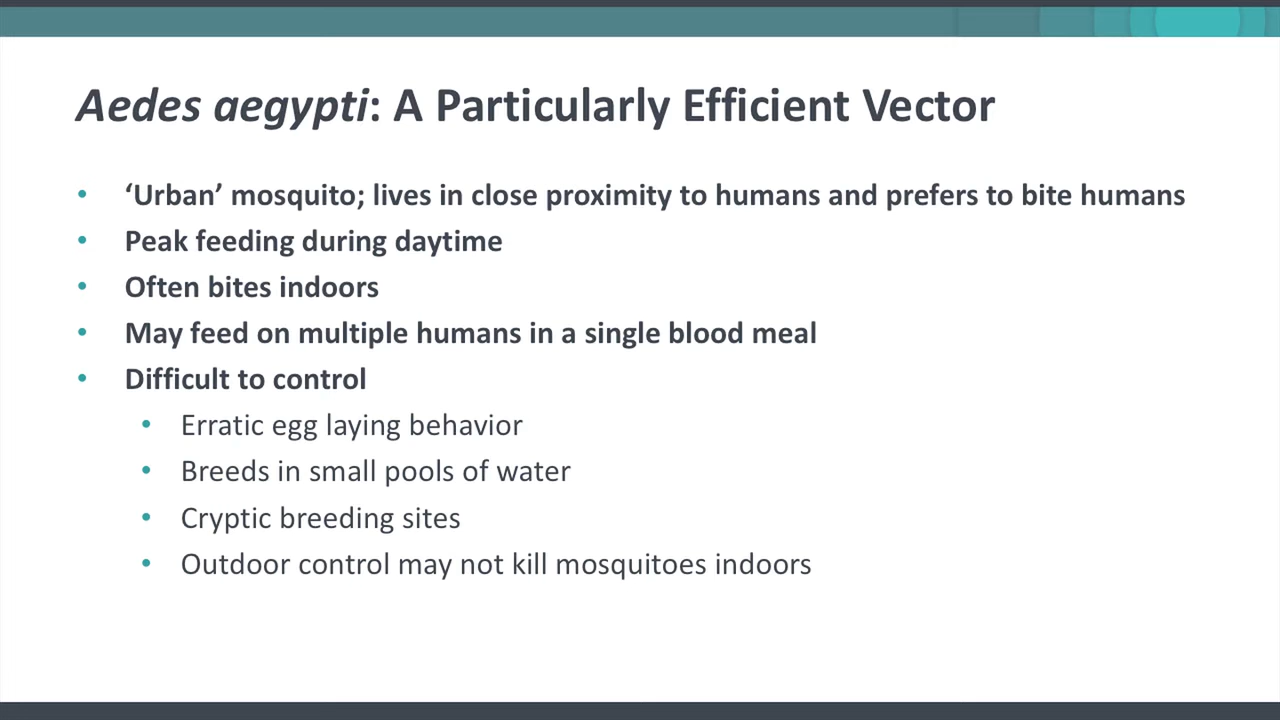 Aedes aegypti: A Particularly Efficient Vector
• ‘Urban’ mosquito; lives in close proximity to humans and prefers to bite humans
• Peak feeding during daytime
• Often bites indoors
• May feed on multiple humans in a single blood meal
• Difficult to control
• Erratic egg laying behavior
• Breeds in small pools of water
• Cryptic breeding sites
• Outdoor control may not kill mosquitoes indoors